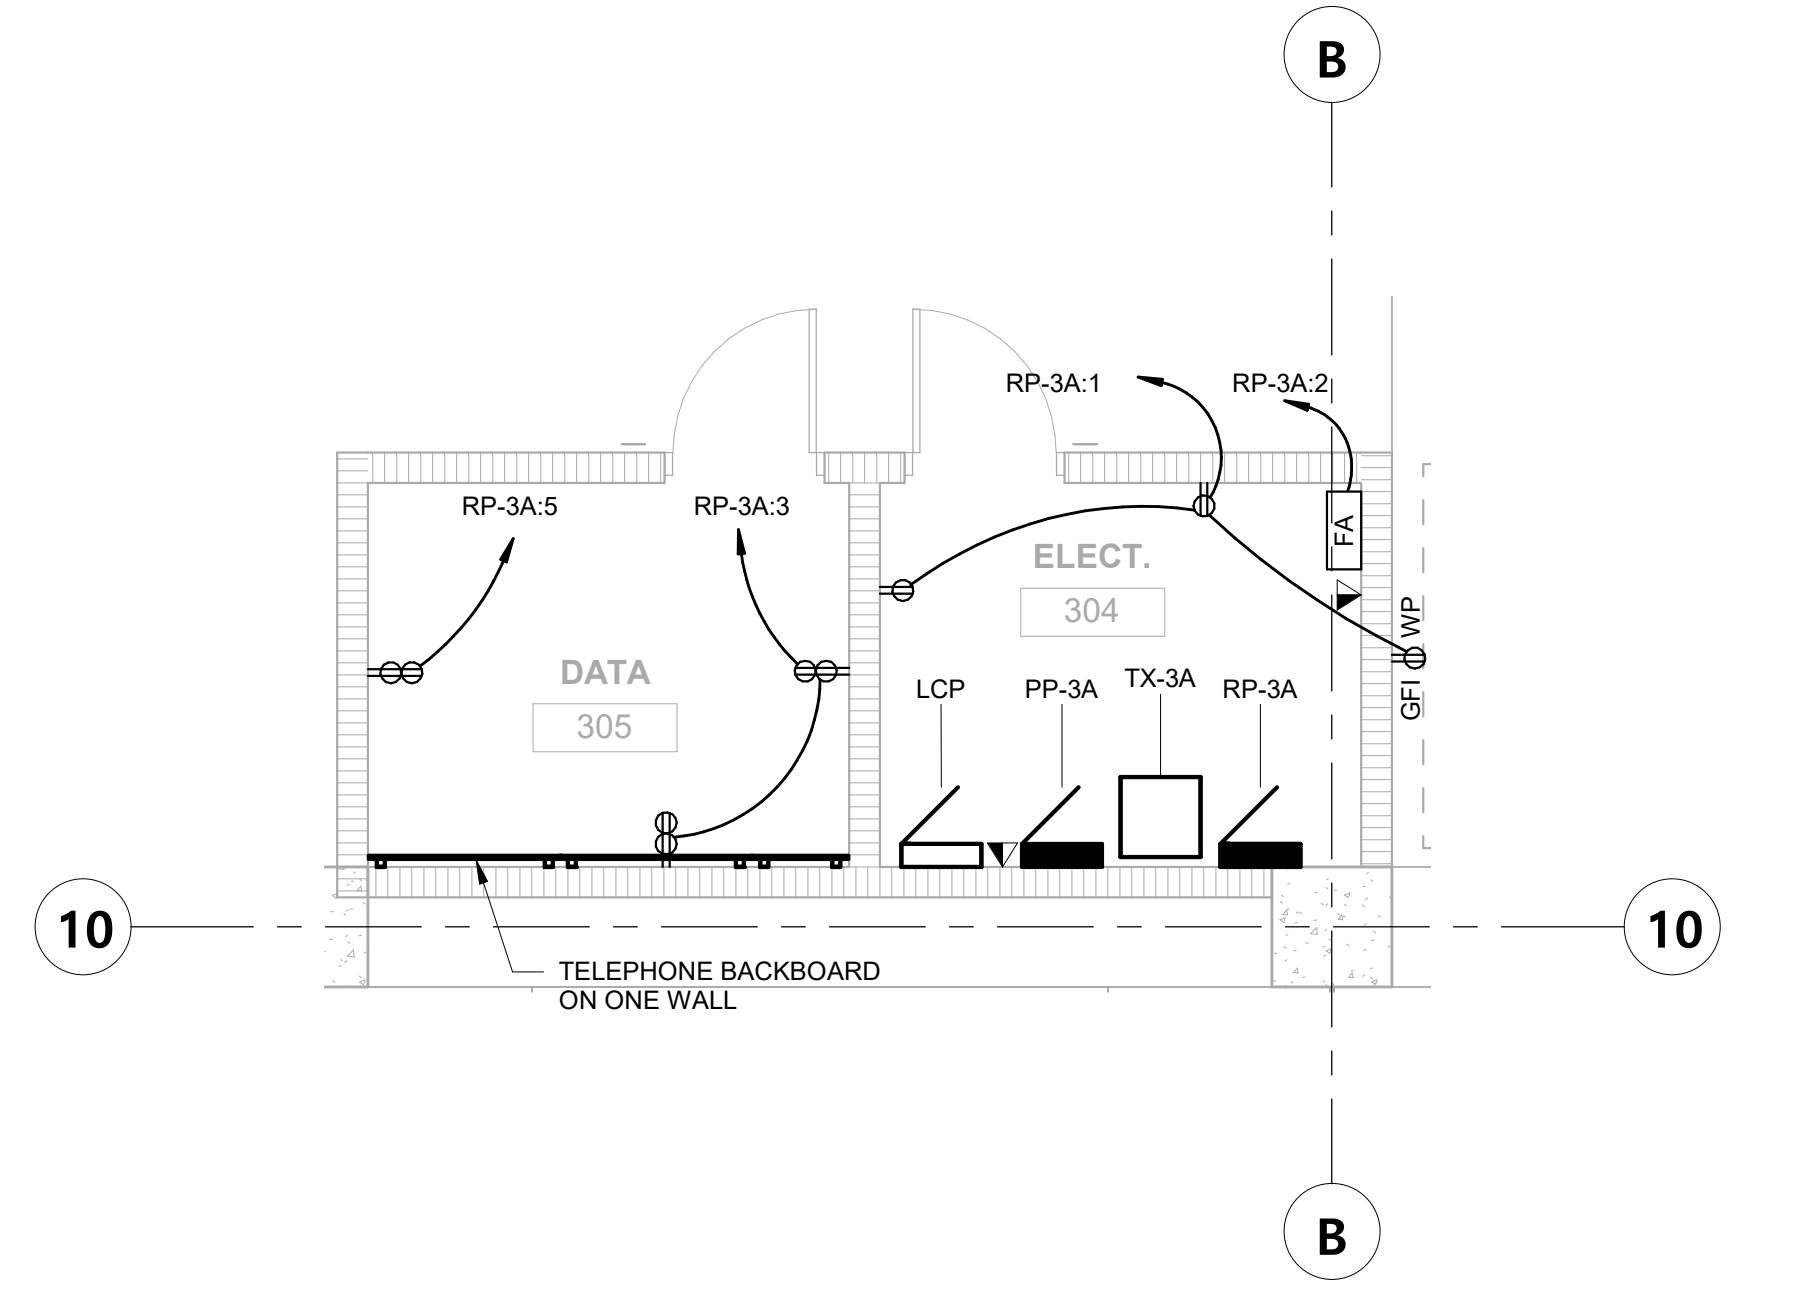 B
RP-3A:1
RP-3A:2
RP-3A:5
RP-3A:3
FA
ELECT.
304
GFI WP
DATA
305
LCP
PP-3A
TX-3A
RP-3A
10
10
TELEPHONE BACKBOARD
ON ONE WALL
B